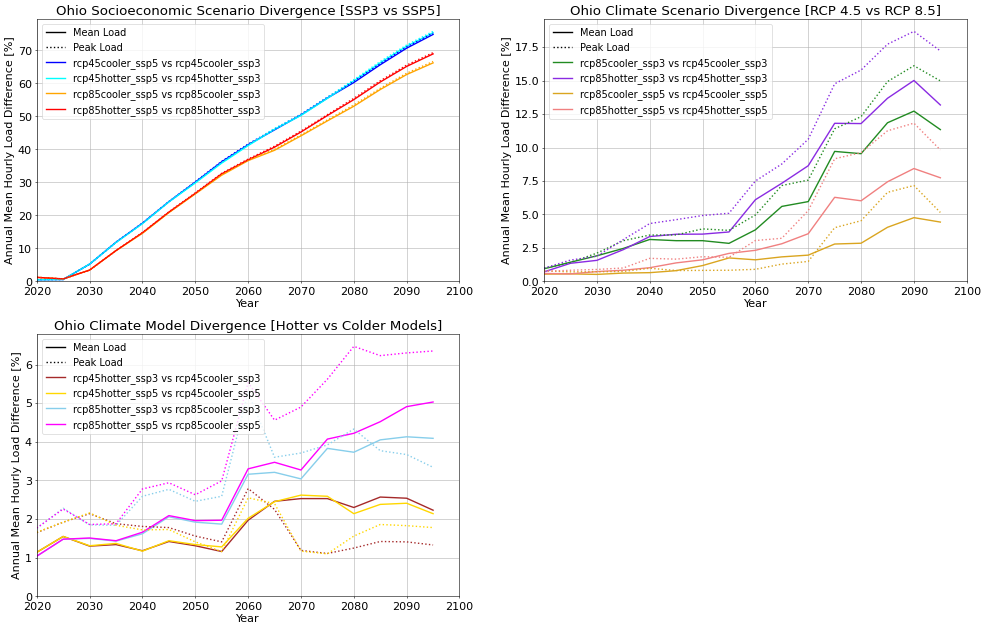 Ohio Socioeconomic Scenario Divergence [SSP3 vs SSP5]
Annual Mean Hourly Load Difference [%]
Mean Load
Peak Load
rcp45cooler_ssp5 vs rcp45cooler_ssp3
rcp45hotter_ssp5 vs rcp45hotter_ssp3
rcp85cooler_ssp5 vs rcp85cooler_ssp3
rcp85hotter_ssp5 vs rcp85hotter_ssp3
70
60
50
40
30
20
10
0
2020 2030 2040 2050 2060 2070 2080 2090 2100
Year
Ohio Climate Scenario Divergence [RCP 4.5 vs RCP 8.5]
Annual Mean Hourly Load Difference [%]
Mean Load
Peak Load
rcp85cooler_ssp3 vs rcp45cooler_ssp3
rcp85hotter_ssp3 vs rcp45hotter_ssp3
rcp85cooler_ssp5 vs rcp45cooler_ssp5
rcp85hotter_ssp5 vs rcp45hotter_ssp5
17.5
15.0
12.5
10.0
7.5
5.0
2.5
0.0
2020 2030 2040 2050 2060 2070 2080 2090 2100
Year
Ohio Climate Model Divergence [Hotter vs Colder Models]
Annual Mean Hourly Load Difference [%]
Mean Load
Peak Load
rcp45hotter_ssp3 vs rcp45cooler_ssp3
rcp45hotter_ssp5 vs rcp45cooler_ssp5
rcp85hotter_ssp3 vs rcp85cooler_ssp3
rcp85hotter_ssp5 vs rcp85cooler_ssp5
6
5
4
3
2
1
0
2020 2030 2040 2050 2060 2070 2080 2090 2100
Year